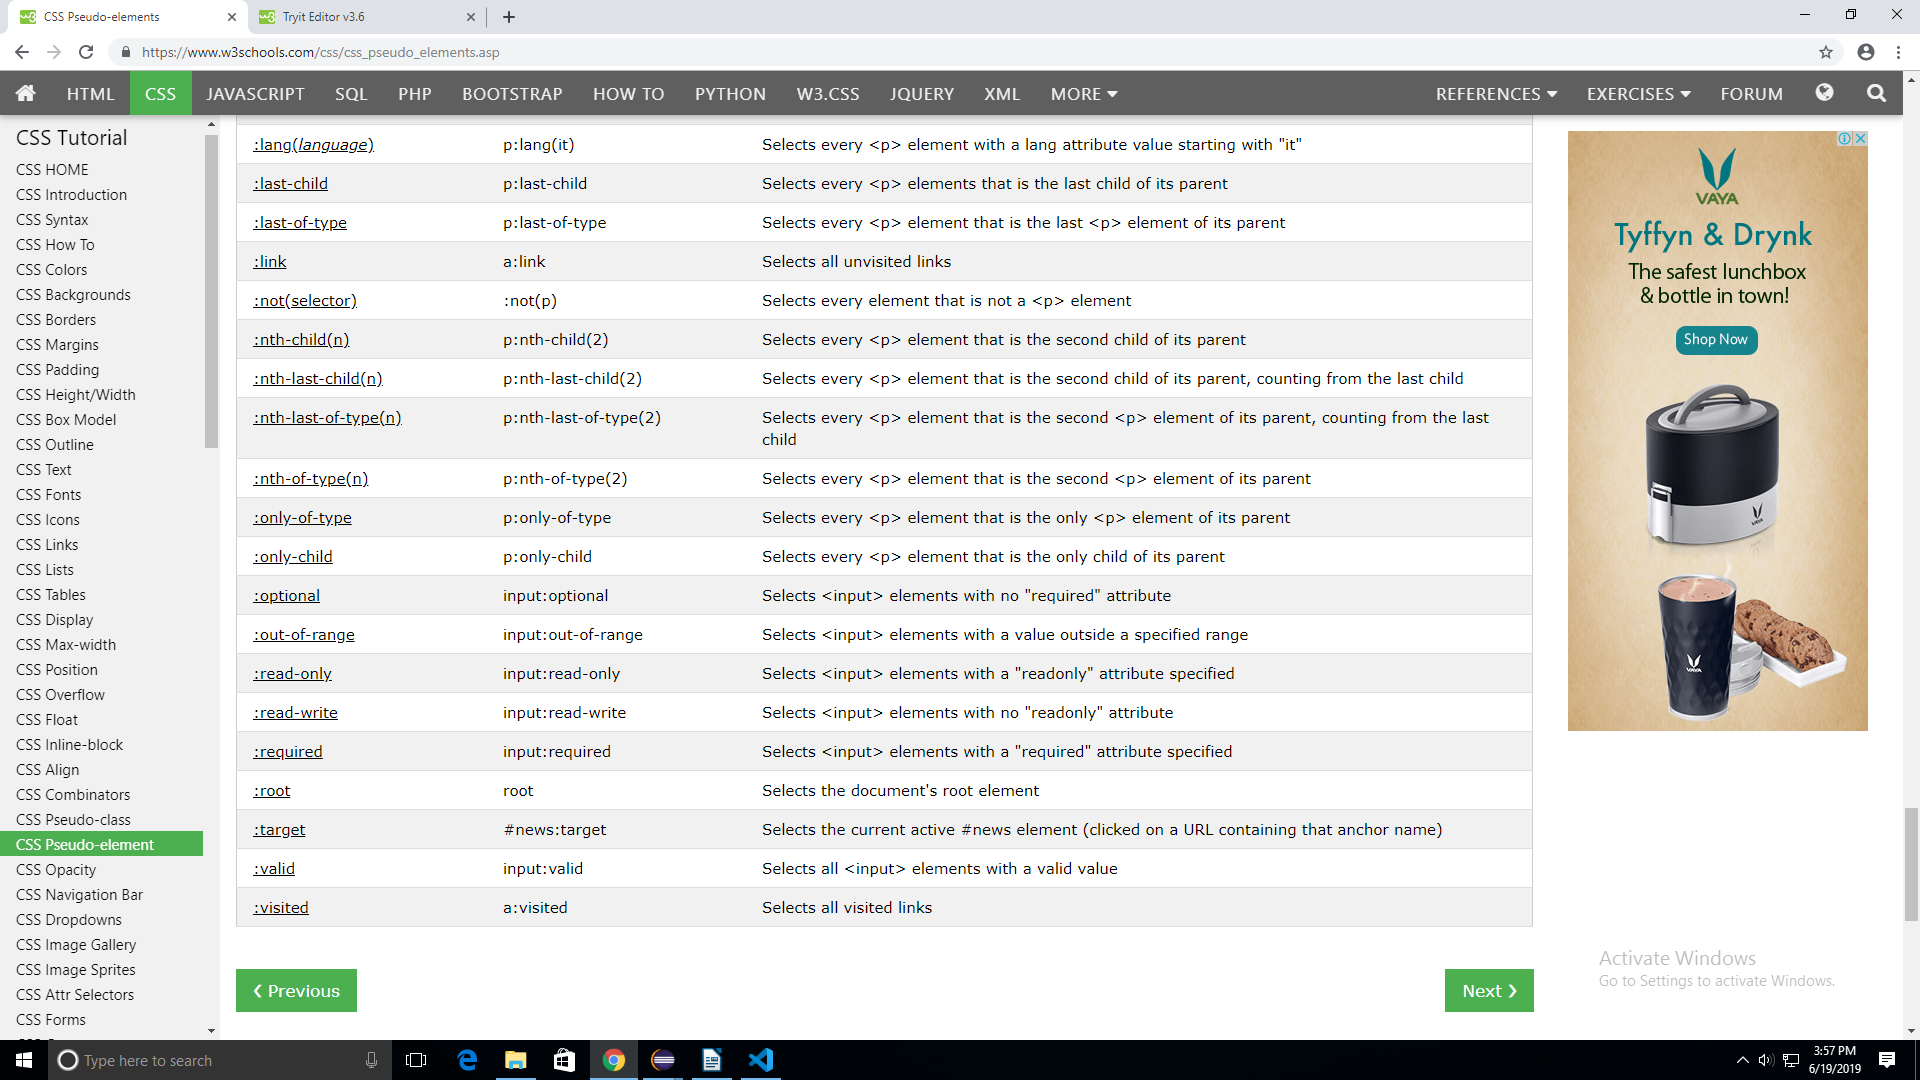 CSS Pseudo-elements
Tryit Editor v3.6
https://www.w3schools.com/css/css_pseudo_elements.asp
HTML CSS JAVASCRIPT SQL PHP BOOTSTRAP HOW TO PYTHON W3.CSS JQUERY XML MORE REFERENCES EXERCISES FORUM
CSS Tutorial
CSS HOME
CSS Introduction
CSS Syntax
CSS How To
CSS Colors
CSS Backgrounds
CSS Borders
CSS Margins
CSS Padding
CSS Height/Width
CSS Box Model
CSS Outline
CSS Text
CSS Fonts
CSS Icons
CSS Links
CSS Lists
CSS Tables
CSS Display
CSS Max-width
CSS Position
CSS Overflow
CSS Float
CSS Inline-block
CSS Align
CSS Combinators
CSS Pseudo-class
CSS Pseudo-element
CSS Opacity
CSS Navigation Bar
CSS Dropdowns
CSS Image Gallery
CSS Image Sprites
CSS Attr Selectors
CSS Forms
:lang(language) p:lang(it) Selects every <p> element with a lang attribute value starting with "it"
:last-child p:last-child Selects every <p> elements that is the last child of its parent
:last-of-type p:last-of-type Selects every <p> element that is the last <p> element of its parent
:link a:link Selects all unvisited links
:not(selector) :not(p) Selects every element that is not a <p> element
:nth-child(n) p:nth-child(2) Selects every <p> element that is the second child of its parent
:nth-last-child(n) p:nth-last-child(2) Selects every <p> element that is the second child of its parent, counting from the last child
:nth-last-of-type(n) p:nth-last-of-type(2) Selects every <p> element that is the second <p> element of its parent, counting from the last
child
:nth-of-type(n) p:nth-of-type(2) Selects every <p> element that is the second <p> element of its parent
:only-of-type p:only-of-type Selects every <p> element that is the only <p> element of its parent
:only-child p:only-child Selects every <p> element that is the only child of its parent
:optional input:optional Selects <input> elements with no "required" attribute
:out-of-range input:out-of-range Selects <input> elements with a value outside a specified range
:read-only input:read-only Selects <input> elements with a "readonly" attribute specified
:read-write input:read-write Selects <input> elements with no "readonly" attribute
:required input:required Selects <input> elements with a "required" attribute specified
:root root Selects the document's root element
:target #news:target Selects the current active #news element (clicked on a URL containing that anchor name)
:valid input:valid Selects all <input> elements with a valid value
:visited a:visited Selects all visited links
❮ Previous
Next ❯
VAYA
Tyffyn & Drynk
The safest lunchbox
& bottle in town!
Shop Now
VAYA
VAYA
Activate Windows
Go to Settings to activate Windows.
Type here to search
3:57 PM
6/19/2019